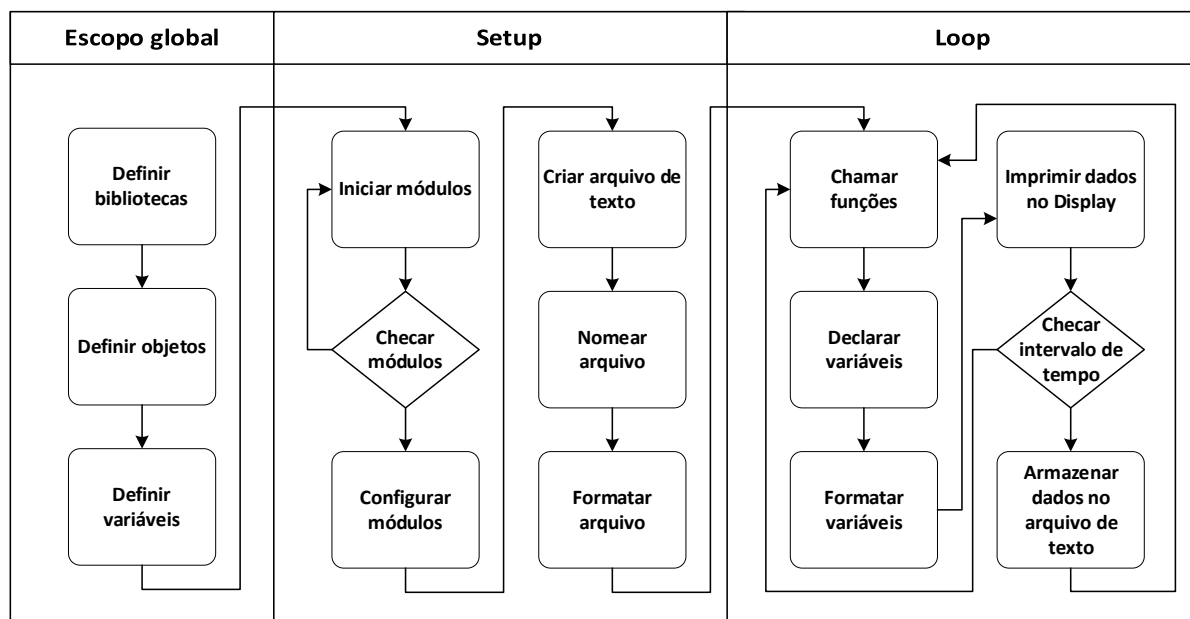 Escopo global
Setup
Loop
Definir
bibliotecas
Definir objetos
Definir
variáveis
Iniciar módulos
Checar
módulos
Configurar
módulos
Criar arquivo de
texto
Nomear
arquivo
Formatar
arquivo
Chamar
funções
Declarar
variáveis
Formatar
variáveis
Imprimir dados
no Display
Checar
intervalo de
tempo
Armazenar
dados no
arquivo de
texto